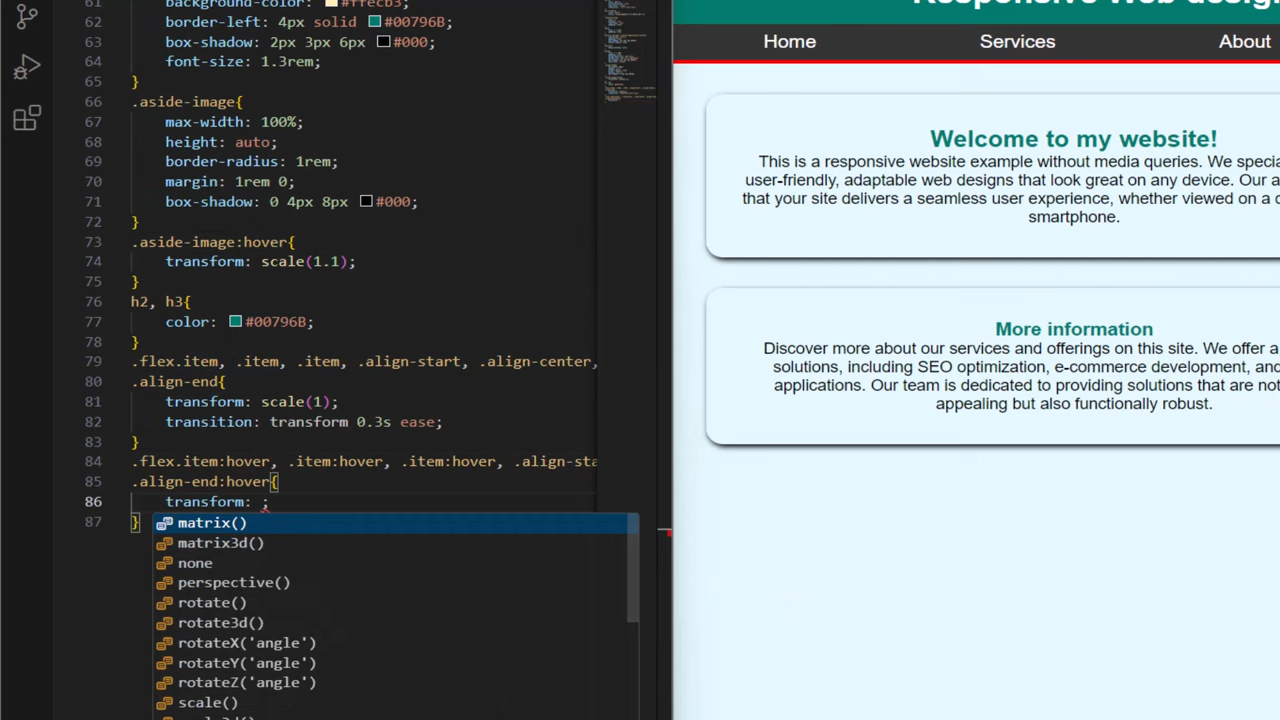 61 background-color: #ffecb3;
62 border-left: 4px solid #00796B;
63 box-shadow: 2px 3px 6px #000;
64 font-size: 1.3rem;
65 }
66 .aside-image{
67 max-width: 100%;
68 height: auto;
69 border-radius: 1rem;
70 margin: 1rem 0;
71 box-shadow: 0 4px 8px #000;
72 }
73 .aside-image:hover{
74 transform: scale(1.1);
75 }
76 h2, h3{
77 color: #00796B;
78 }
79 .flex.item, .item, .item, .align-start, .align-center,
80 .align-end{
81 transform: scale(1);
82 transition: transform 0.3s ease;
83 }
84 .flex.item:hover, .item:hover, .item:hover, .align-sta
85 .align-end:hover{
86 transform: ;
87 }
matrix()
matrix3d()
none
perspective()
rotate()
rotate3d()
rotateX('angle')
rotateY('angle')
rotateZ('angle')
scale()
scale3d()
Responsive Web desig
Home Services About
Welcome to my website!
This is a responsive website example without media queries. We specia
user-friendly, adaptable web designs that look great on any device. Our a
that your site delivers a seamless user experience, whether viewed on a d
smartphone.
More information
Discover more about our services and offerings on this site. We offer a
solutions, including SEO optimization, e-commerce development, and
applications. Our team is dedicated to providing solutions that are not
appealing but also functionally robust.